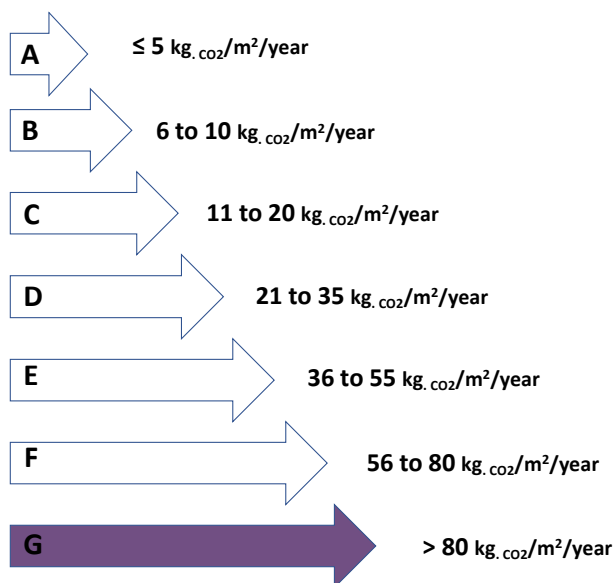 A ≤ 5 kg. CO2/m²/year
B 6 to 10 kg. CO2/m²/year
C 11 to 20 kg. CO2/m²/year
D 21 to 35 kg. CO2/m²/year
E 36 to 55 kg. CO2/m²/year
F 56 to 80 kg. CO2/m²/year
G > 80 kg. CO2/m²/year